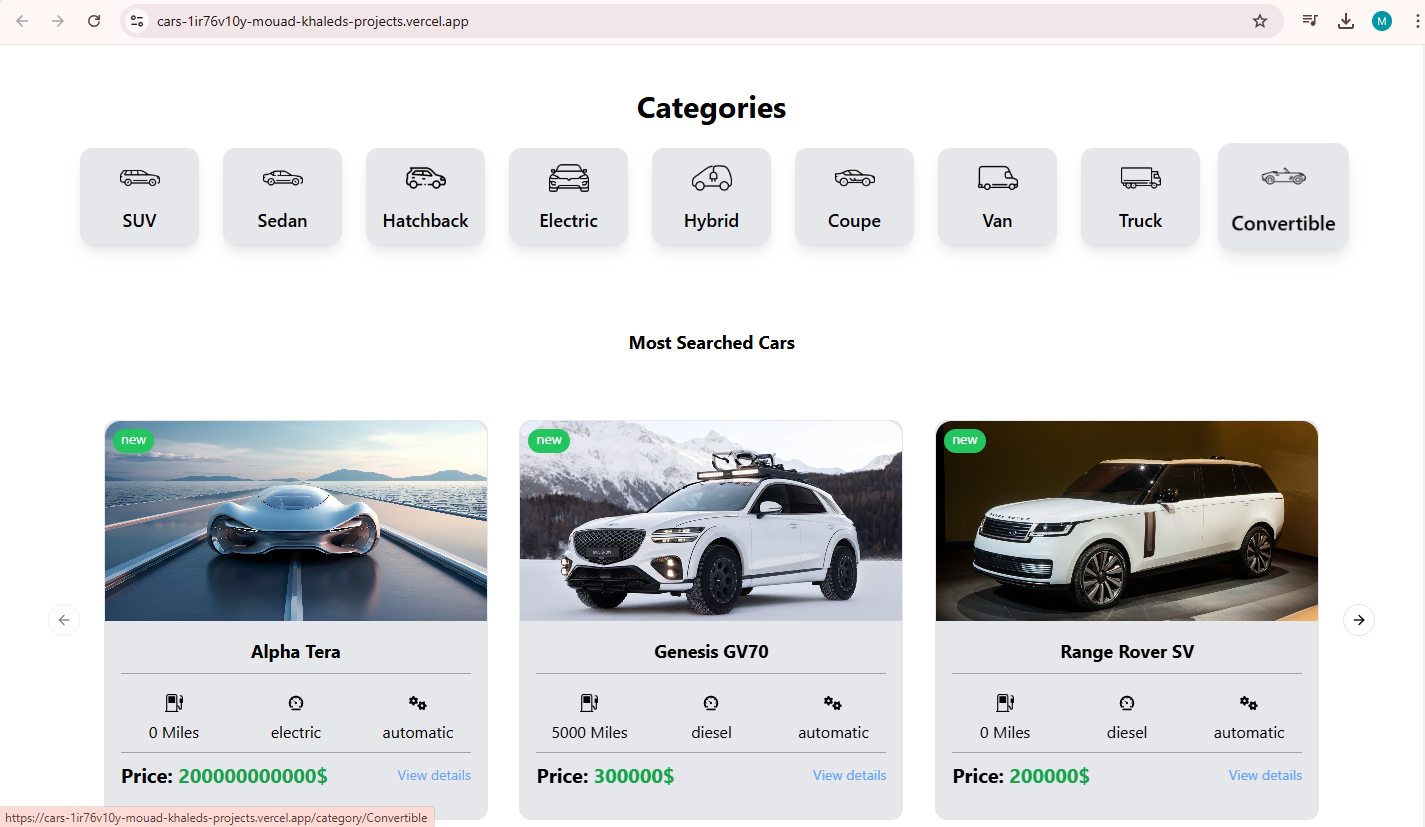 cars-1ir76v10y-mouad-khaleds-projects.vercel.app
M
Categories
SUV Sedan Hatchback Electric Hybrid Coupe Van Truck Convertible
Most Searched Cars
new new new
RANGE ROVER
Alpha Tera Genesis GV70 Range Rover SV
0 Miles electric automatic 5000 Miles diesel automatic 0 Miles diesel automatic
Price: 2000000000000$ View details Price: 300000$ View details Price: 200000$ View details
https://cars-1ir76v10y-mouad-khaleds-projects.vercel.app/category/Convertible